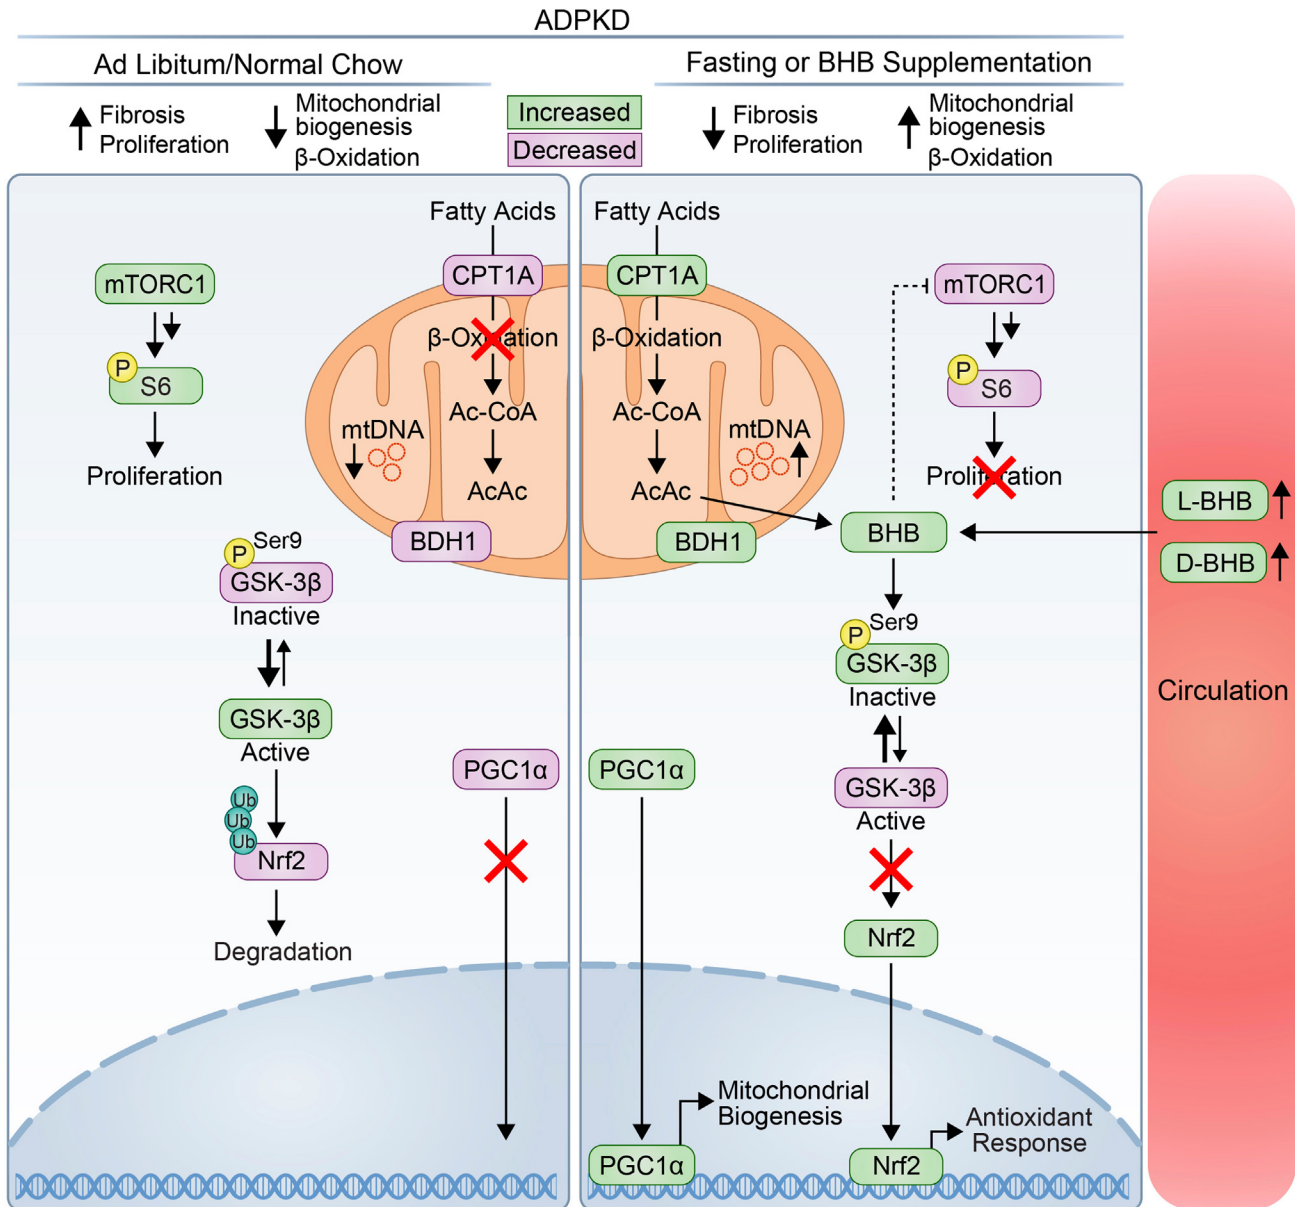 ADPKD
Ad Libitum/Normal Chow
Fibrosis
Proliferation
Mitochondrial
biogenesis
β-Oxidation
Increased
Decreased
Fasting or BHB Supplementation
Fibrosis
Proliferation
Mitochondrial
biogenesis
β-Oxidation
Fatty Acids
CPT1A
β-Oxidation
Ac-CoA
AcAc
mtDNA
BDH1
mTORC1
P
S6
Proliferation
P
Ser9
GSK-3β
Inactive
GSK-3β
Active
Ub
Ub
Ub
Nrf2
Degradation
PGC1α
Fatty Acids
CPT1A
β-Oxidation
Ac-CoA
AcAc
mtDNA
BDH1
mTORC1
P
S6
Proliferation
BHB
P
Ser9
GSK-3β
Inactive
GSK-3β
Active
Nrf2
PGC1α
PGC1α
Mitochondrial
Biogenesis
Nrf2
Antioxidant
Response
L-BHB
D-BHB
Circulation